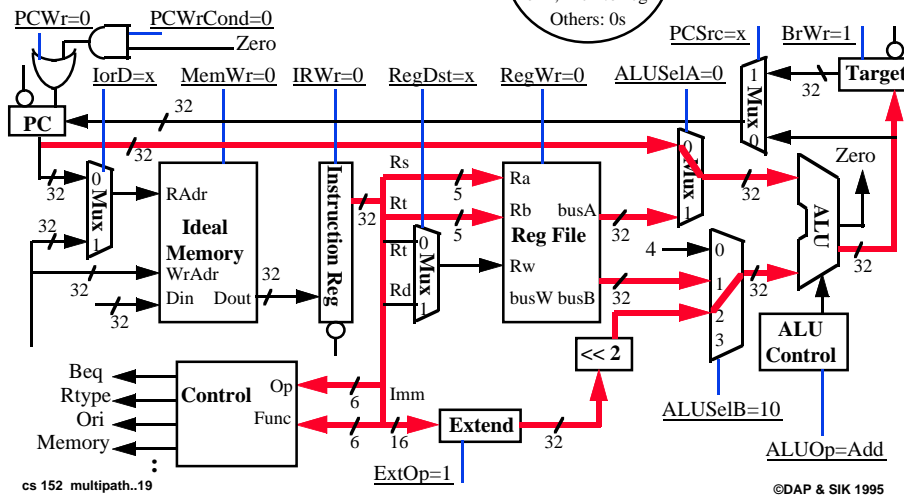 Others: 0s
PCWr=0
PCWrCond=0
Zero
PCSrc=x
BrWr=1
IorD=x
MemWr=0
IRWr=0
RegDst=x
RegWr=0
ALUSelA=0
1
Mux
0
32
Target
PC
32
32
32
32
0
Mux
1
32
32
RAdr
Ideal
Memory
WrAdr
Din
Dout
32
32
32
Instruction Reg
32
Rs
Rt
Rt
Rd
5
5
0
Mux
1
Ra
Rb
busA
Reg File
Rw
busW
busB
32
32
0
Mux
1
32
4
0
1
2
3
32
Zero
ALU
32
<< 2
ALU
Control
Beq
Rtype
Ori
Memory
:
Control
Op
Func
6
6
Imm
16
Extend
32
ALUSelB=10
ALUOp=Add
ExtOp=1
cs 152 multipath..19
©DAP & SIK 1995